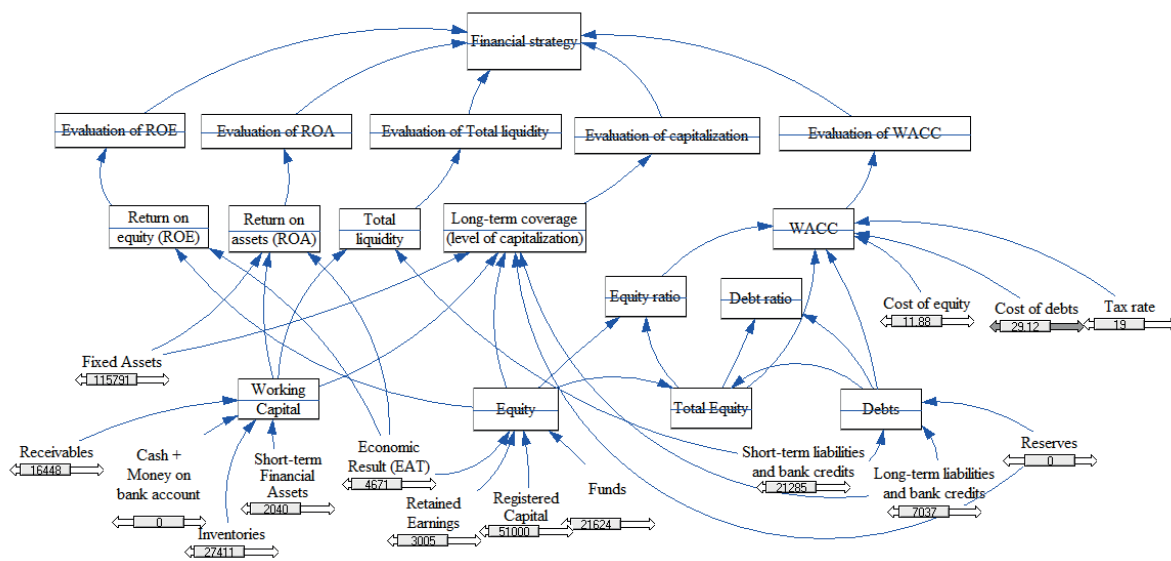 Financial strategy
Evaluation of ROE
Evaluation of ROA
Evaluation of Total liquidity
Evaluation of capitalization
Evaluation of WACC
Return on
equity (ROE)
Return on
assets (ROA)
Total
liquidity
Long-term coverage
(level of capitalization)
WACC
Equity ratio
Debt ratio
Cost of equity
11.88
Cost of debts
29.12
Tax rate
19
Fixed Assets
115791
Working
Capital
Equity
Total Equity
Debts
Receivables
16448
Cash +
Money on
bank account
0
Inventories
27411
Short-term
Financial
Assets
2040
Economic
Result (EAT)
4671
Retained
Earnings
3005
Registered
Capital
51000
Funds
21624
Short-term liabilities
and bank credits
21285
Long-term liabilities
and bank credits
7037
Reserves
0